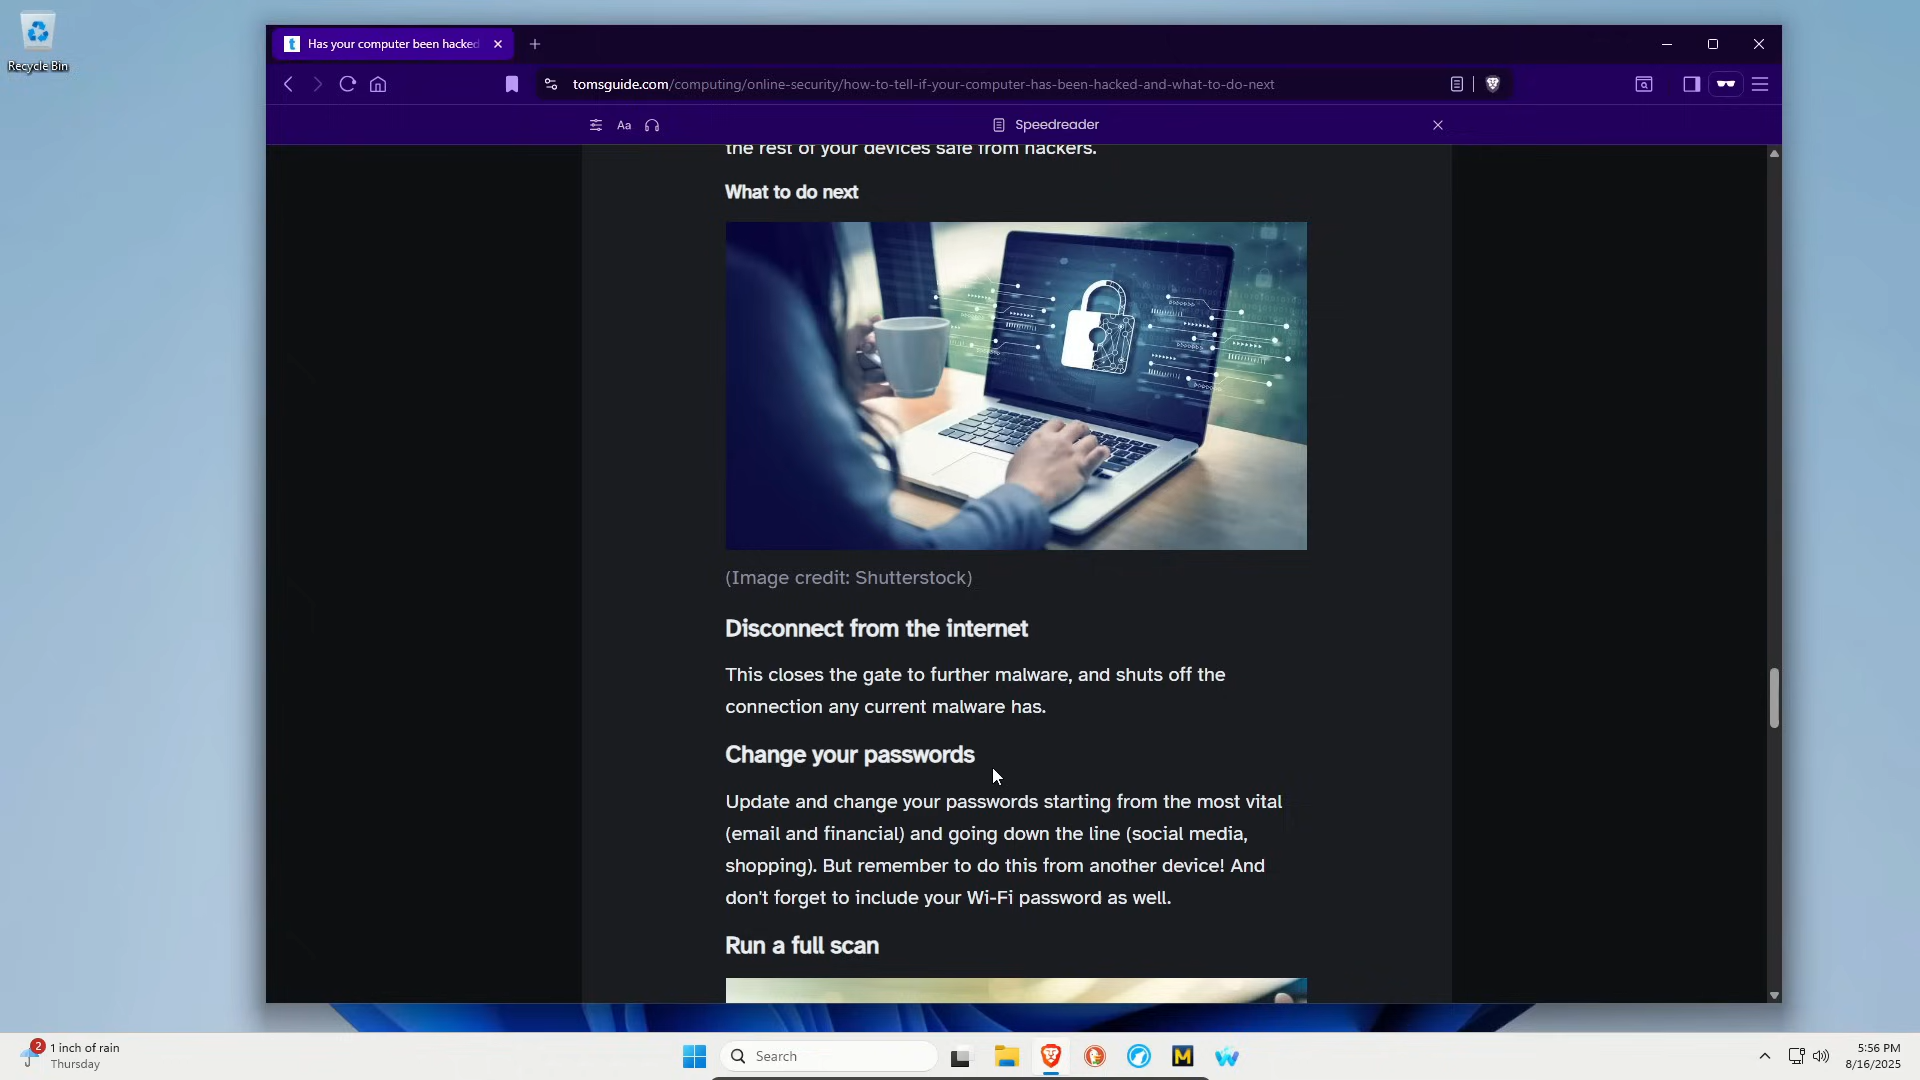 Recycle Bin
Has your computer been hacked
tomsguide.com/computing/online-security/how-to-tell-if-your-computer-has-been-hacked-and-what-to-do-next
Aa
Speedreader
the rest of your devices safe from hackers.
What to do next
(Image credit: Shutterstock)
Disconnect from the internet
This closes the gate to further malware, and shuts off the
connection any current malware has.
Change your passwords
Update and change your passwords starting from the most vital
(email and financial) and going down the line (social media,
shopping). But remember to do this from another device! And
don't forget to include your Wi-Fi password as well.
Run a full scan
2
1 inch of rain
Thursday
Search
5:56 PM
8/16/2025